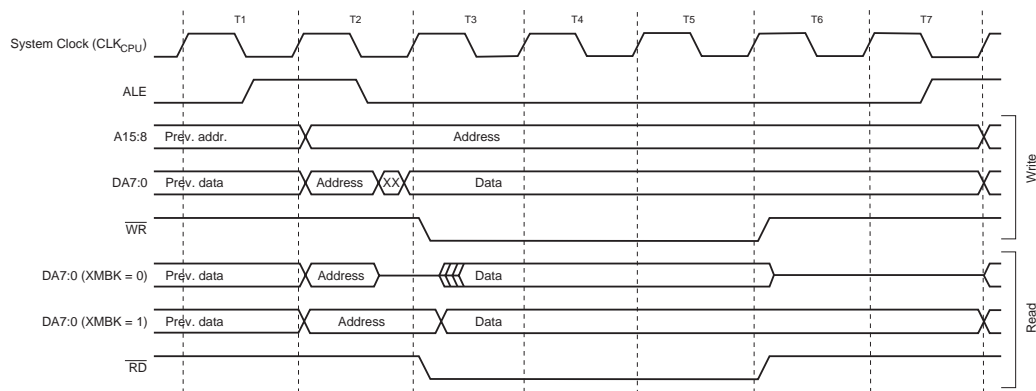 T1 T2 T3 T4 T5 T6 T7
System Clock (CLKCPU)
ALE
A15:8 Prev. addr. Address
DA7:0 Prev. data Address XX Data
WR
Write
DA7:0 (XMBK = 0) Prev. data Address Data
DA7:0 (XMBK = 1) Prev. data Address Data
RD
Read